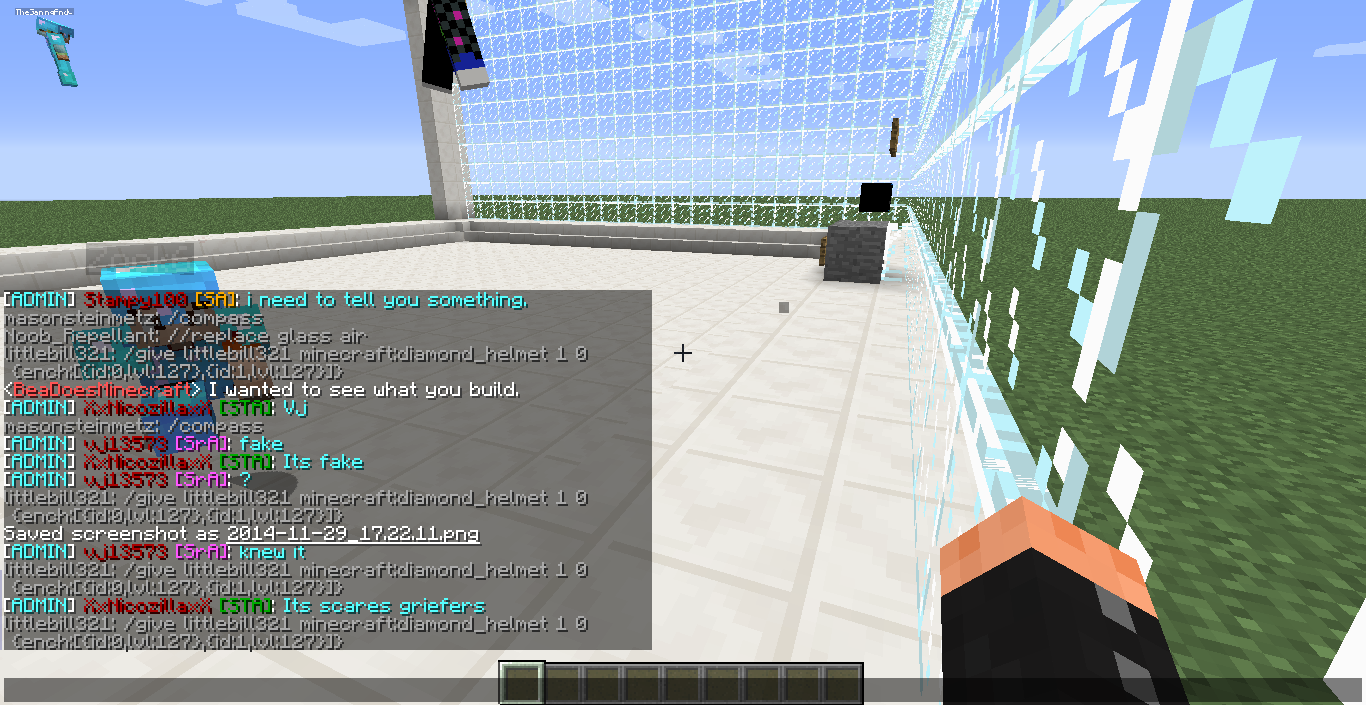 [ADMIN] Stampy100 [SA]: i need to tell you something.
masonsteinmetz: /compass
Noob_Repellant: //replace glass air
littlebill321: /give littlebill321 minecraft:diamond_helmet 1 0
{ench:[{id:0,lvl:127},{id:1,lvl:127}]}
<BeaDoesMinecraft> I wanted to see what you build.
[ADMIN] XxNicozillaxX [STA]: Vj
masonsteinmetz: /compass
[ADMIN] vj13573 [SrA]: fake
[ADMIN] XxNicozillaxX [STA]: Its fake
[ADMIN] vj13573 [SrA]: ?
littlebill321: /give littlebill321 minecraft:diamond_helmet 1 0
{ench:[{id:0,lvl:127},{id:1,lvl:127}]}
Saved screenshot as 2014-11-29_17.22.11.png
[ADMIN] vj13573 [SrA]: knew it
littlebill321: /give littlebill321 minecraft:diamond_helmet 1 0
{ench:[{id:0,lvl:127},{id:1,lvl:127}]}
[ADMIN] XxNicozillaxX [STA]: Its scares griefers
littlebill321: /give littlebill321 minecraft:diamond_helmet 1 0
{ench:[{id:0,lvl:127},{id:1,lvl:127}]}